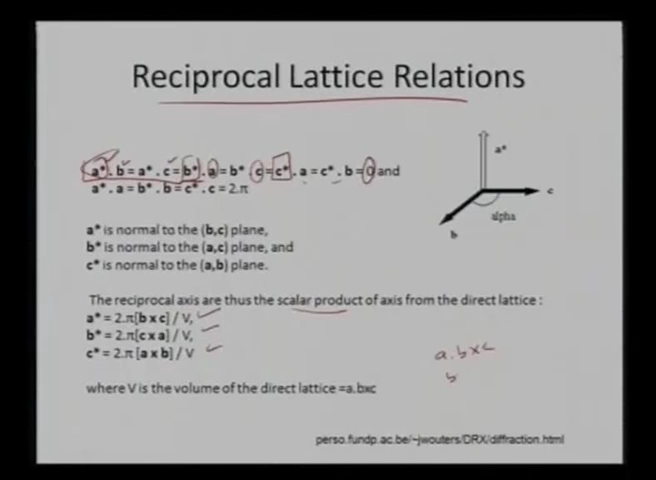 Reciprocal Lattice Relations
a*. b = a*. c = b*. a = b*. c = c*. a = c*. b = 0 and
a*. a = b*. b = c*. c = 2.π
a* is normal to the (b,c) plane,
b* is normal to the (a,c) plane, and
c* is normal to the (a,b) plane.
The reciprocal axis are thus the scalar product of axis from the direct lattice :
a* = 2.π[b x c] / V,
b* = 2.π[c x a] / V,
c* = 2.π [a x b] / V
where V is the volume of the direct lattice =a.bxc
a*
c
alpha
b
a.bxc
b
perso.fundp.ac.be/~jwouters/DRX/diffraction.html